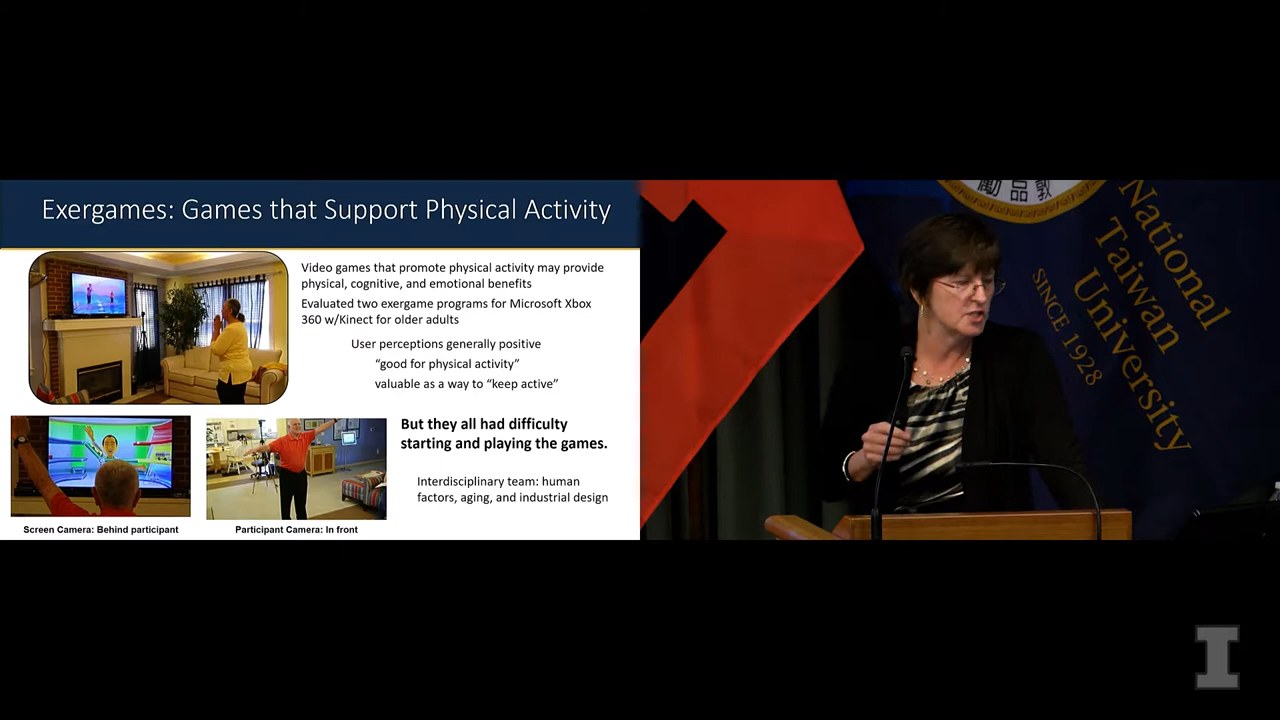 Exergames: Games that Support Physical Activity
Video games that promote physical activity may provide
physical, cognitive, and emotional benefits
Evaluated two exergame programs for Microsoft Xbox
360 w/Kinect for older adults
User perceptions generally positive
“good for physical activity”
valuable as a way to “keep active”
But they all had difficulty
starting and playing the games.
Interdisciplinary team: human
factors, aging, and industrial design
Screen Camera: Behind participant
Participant Camera: In front
National
Taiwan
University
SINCE 1928
I